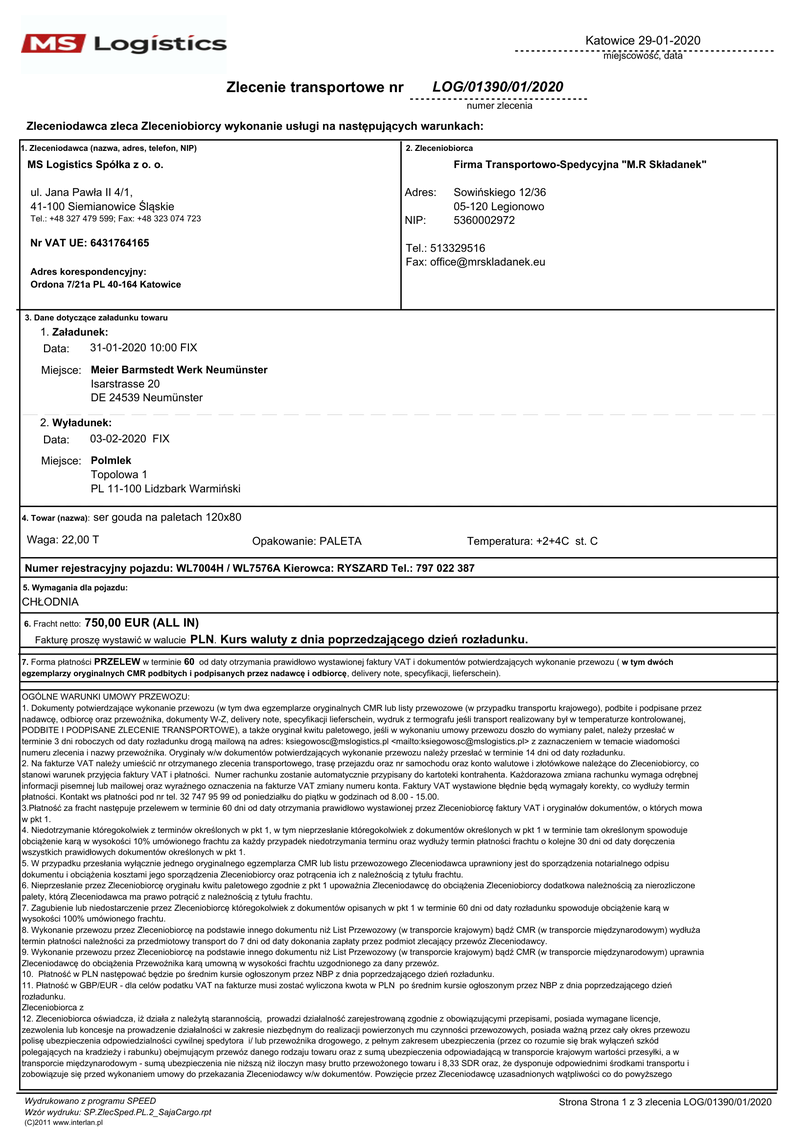 MS Logistics
Katowice 29-01-2020
miejscowość, data
Zlecenie transportowe nr LOG/01390/01/2020
numer zlecenia
Zleceniodawca zleca Zleceniobiorcy wykonanie usługi na następujących warunkach:
1. Zleceniodawca (nazwa, adres, telefon, NIP)
MS Logistics Spółka z o. o.
ul. Jana Pawła II 4/1,
41-100 Siemianowice Śląskie
Tel.: +48 327 479 599; Fax: +48 323 074 723
Nr VAT UE: 6431764165
Adres korespondencyjny:
Ordona 7/21a PL 40-164 Katowice
2. Zleceniobiorca
Firma Transportowo-Spedycyjna "M.R Składanek"
Adres: Sowińskiego 12/36
05-120 Legionowo
NIP: 5360002972
Tel.: 513329516
Fax: office@mrskladanek.eu
3. Dane dotyczące załadunku towaru
1. Załadunek:
Data: 31-01-2020 10:00 FIX
Miejsce: Meier Barmstedt Werk Neumünster
Isarstrasse 20
DE 24539 Neumünster
2. Wyładunek:
Data: 03-02-2020 FIX
Miejsce: Polmlek
Topolowa 1
PL 11-100 Lidzbark Warmiński
4. Towar (nazwa): ser gouda na paletach 120x80
Waga: 22,00 T Opakowanie: PALETA Temperatura: +2+4C st. C
Numer rejestracyjny pojazdu: WL7004H / WL7576A Kierowca: RYSZARD Tel.: 797 022 387
5. Wymagania dla pojazdu:
CHŁODNIA
6. Fracht netto: 750,00 EUR (ALL IN)
Fakturę proszę wystawić w walucie PLN. Kurs waluty z dnia poprzedzającego dzień rozładunku.
7. Forma płatności PRZELEW w terminie 60 od daty otrzymania prawidłowo wystawionej faktury VAT i dokumentów potwierdzających wykonanie przewozu ( w tym dwóch
egzemplarzy oryginalnych CMR podbitych i podpisanych przez nadawcę i odbiorcę, delivery note, specyfikacji, lieferschein).
OGÓLNE WARUNKI UMOWY PRZEWOZU:
1. Dokumenty potwierdzające wykonanie przewozu (w tym dwa egzemplarze oryginalnych CMR lub listy przewozowe (w przypadku transportu krajowego), podbite i podpisane przez
nadawcę, odbiorcę oraz przewoźnika, dokumenty W-Z, delivery note, specyfikacji lieferschein, wydruk z termografu jeśli transport realizowany był w temperaturze kontrolowanej,
PODBITE I PODPISANE ZLECENIE TRANSPORTOWE), a także oryginał kwitu paletowego, jeśli w wykonaniu umowy przewozu doszło do wymiany palet, należy przesłać w
terminie 3 dni roboczych od daty rozładunku drogą mailową na adres: ksiegowosc@mslogistics.pl <mailto:ksiegowosc@mslogistics.pl> z zaznaczeniem w temacie wiadomości
numeru zlecenia i nazwy przewoźnika. Oryginały w/w dokumentów potwierdzających wykonanie przewozu należy przesłać w terminie 14 dni od daty rozładunku.
2. Na fakturze VAT należy umieścić nr otrzymanego zlecenia transportowego, trasę przejazdu oraz nr samochodu oraz konto walutowe i złotówkowe należące do Zleceniobiorcy, co
stanowi warunek przyjęcia faktury VAT i płatności. Numer rachunku zostanie automatycznie przypisany do kartoteki kontrahenta. Każdorazowa zmiana rachunku wymaga odrębnej
informacji pisemnej lub mailowej oraz wyraźnego oznaczenia na fakturze VAT zmiany numeru konta. Faktury VAT wystawione błędnie będą wymagały korekty, co wydłuży termin
płatności. Kontakt ws płatności pod nr tel. 32 747 95 99 od poniedziałku do piątku w godzinach od 8.00 - 15.00.
3.Płatność za fracht następuje przelewem w terminie 60 dni od daty otrzymania prawidłowo wystawionej przez Zleceniobiorcę faktury VAT i oryginałów dokumentów, o których mowa
w pkt 1.
4. Niedotrzymanie któregokolwiek z terminów określonych w pkt 1, w tym nieprzesłanie któregokolwiek z dokumentów określonych w pkt 1 w terminie tam określonym spowoduje
obciążenie karą w wysokości 10% umówionego frachtu za każdy przypadek niedotrzymania terminu oraz wydłuży termin płatności frachtu o kolejne 30 dni od daty doręczenia
wszystkich prawidłowych dokumentów określonych w pkt 1.
5. W przypadku przesłania wyłącznie jednego oryginalnego egzemplarza CMR lub listu przewozowego Zleceniodawca uprawniony jest do sporządzenia notarialnego odpisu
dokumentu i obciążenia kosztami jego sporządzenia Zleceniobiorcy oraz potrącenia ich z należnością z tytułu frachtu.
6. Nieprzesłanie przez Zleceniobiorcę oryginału kwitu paletowego zgodnie z pkt 1 upoważnia Zleceniodawcę do obciążenia Zleceniobiorcy dodatkowa należnością za nierozliczone
palety, którą Zleceniodawca ma prawo potrącić z należności z tytułu frachtu.
7. Zagubienie lub niedostarczenie przez Zleceniobiorcę któregokolwiek z dokumentów opisanych w pkt 1 w terminie 60 dni od daty rozładunku spowoduje obciążenie karą w
wysokości 100% umówionego frachtu.
8. Wykonanie przewozu przez Zleceniobiorcę na podstawie innego dokumentu niż List Przewozowy (w transporcie krajowym) bądź CMR (w transporcie międzynarodowym) wydłuża
termin płatności należności za przedmiotowy transport do 7 dni od daty dokonania zapłaty przez podmiot zlecający przewóz Zleceniodawcy.
9. Wykonanie przewozu przez Zleceniobiorcę na podstawie innego dokumentu niż List Przewozowy (w transporcie krajowym) bądź CMR (w transporcie międzynarodowym) uprawnia
Zleceniodawcę do obciążenia Przewoźnika karą umowną w wysokości frachtu uzgodnionego za dany przewóz.
10. Płatność w PLN następować będzie po średnim kursie ogłoszonym przez NBP z dnia poprzedzającego dzień rozładunku.
11. Płatność w GBP/EUR - dla celów podatku VAT na fakturze musi zostać wyliczona kwota w PLN po średnim kursie ogłoszonym przez NBP z dnia poprzedzającego dzień
rozładunku.
Zleceniobiorca z
12. Zleceniobiorca oświadcza, iż działa z należytą starannością, prowadzi działalność zarejestrowaną zgodnie z obowiązującymi przepisami, posiada wymagane licencje,
zezwolenia lub koncesje na prowadzenie działalności w zakresie niezbędnym do realizacji powierzonych mu czynności przewozowych, posiada ważną przez cały okres przewozu
polisę ubezpieczenia odpowiedzialności cywilnej spedytora i/ lub przewoźnika drogowego, z pełnym zakresem ubezpieczenia (przez co rozumie się brak wyłączeń szkód
polegających na kradzieży i rabunku) obejmującym przewóz danego rodzaju towaru oraz z sumą ubezpieczenia odpowiadającą w transporcie krajowym wartości przesyłki, a w
transporcie międzynarodowym - sumą ubezpieczenia nie niższą niż iloczyn masy brutto przewożonego towaru i 8,33 SDR oraz, że dysponuje odpowiednimi środkami transportu i
zobowiązuje się przed wykonaniem umowy do przekazania Zleceniodawcy w/w dokumentów. Powzięcie przez Zleceniodawcę uzasadnionych wątpliwości co do powyższego
Wydrukowano z programu SPEED
Wzór wydruku: SP.ZlecSped.PL.2_SajaCargo.rpt
(C)2011 www.interlan.pl
Strona Strona 1 z 3 zlecenia LOG/01390/01/2020